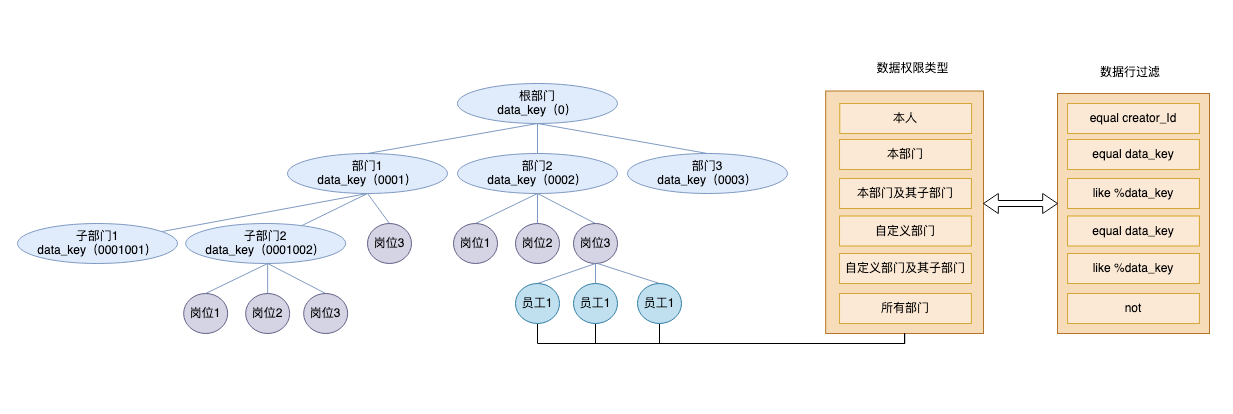 数据权限类型
数据行过滤
根部门
data_key（0）
部门1
data_key（0001）
部门2
data_key（0002）
部门3
data_key（0003）
子部门1
data_key（0001001）
子部门2
data_key（0001002）
岗位3
岗位1
岗位2
岗位3
岗位1
岗位2
岗位3
员工1
员工1
员工1
本人
本部门
本部门及其子部门
自定义部门
自定义部门及其子部门
所有部门
equal creator_Id
equal data_key
like %data_key
equal data_key
like %data_key
not